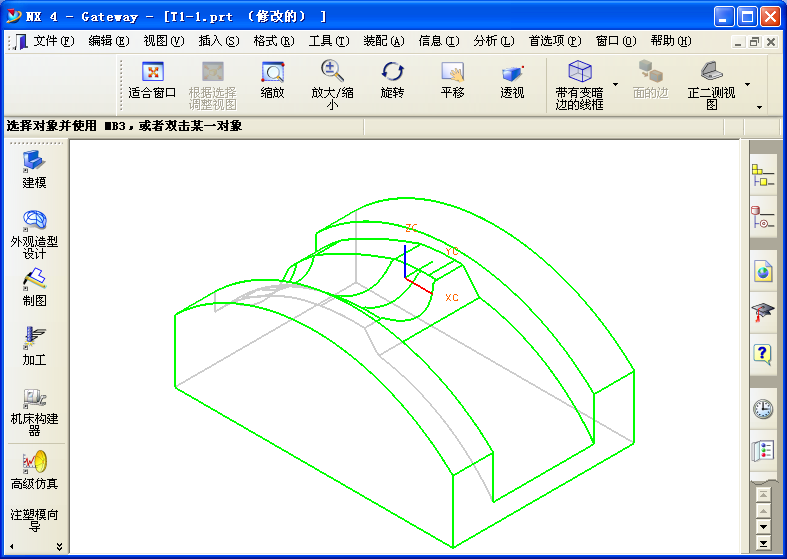 NX 4 - Gateway - [T1-1.prt （修改的） ]
文件(F) 编辑(E) 视图(V) 插入(S) 格式(R) 工具(T) 装配(A) 信息(I) 分析(L) 首选项(P) 窗口(O) 帮助(H)
适合窗口 根据选择调整视图 缩放 放大/缩小 旋转 平移 透视 带有变暗边的线框 面的边 正二测视图
选择对象并使用 MB3，或者双击某一对象
建模
外观造型设计
制图
加工
机床构建器
高级仿真
注塑模向导
ZC
YC
XC